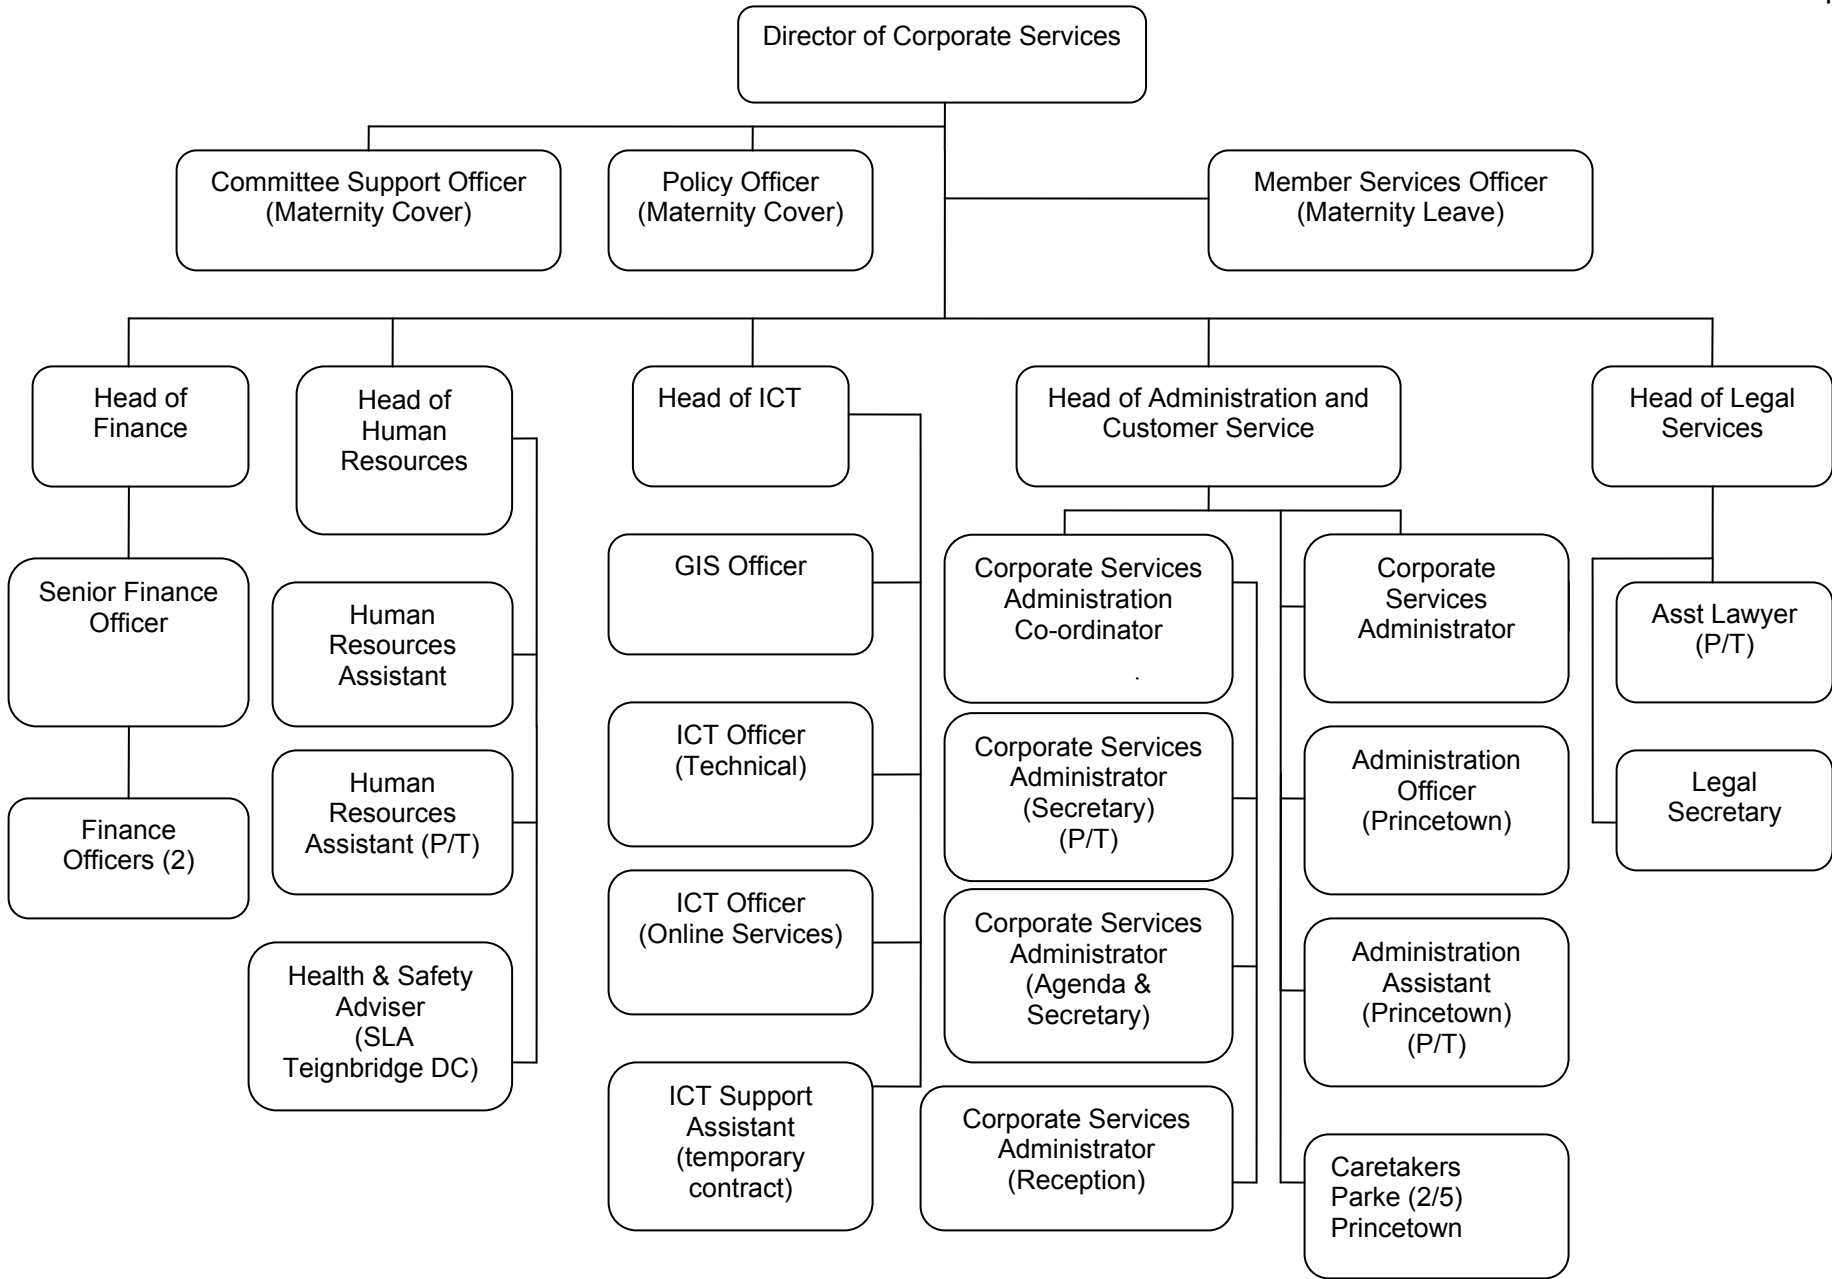 Director of Corporate Services
Committee Support Officer
(Maternity Cover)
Policy Officer
(Maternity Cover)
Member Services Officer
(Maternity Leave)
Head of
Finance
Head of
Human
Resources
Head of ICT
Head of Administration and
Customer Service
Head of Legal
Services
Senior Finance
Officer
Finance
Officers (2)
Human
Resources
Assistant
Human
Resources
Assistant (P/T)
Health & Safety
Adviser
(SLA
Teignbridge DC)
GIS Officer
ICT Officer
(Technical)
ICT Officer
(Online Services)
ICT Support
Assistant
(temporary
contract)
Corporate Services
Administration
Co-ordinator
.
Corporate Services
Administrator
(Secretary)
(P/T)
Corporate Services
Administrator
(Agenda &
Secretary)
Corporate Services
Administrator
(Reception)
Corporate
Services
Administrator
Administration
Officer
(Princetown)
Administration
Assistant
(Princetown)
(P/T)
Caretakers
Parke (2/5)
Princetown
Asst Lawyer
(P/T)
Legal
Secretary